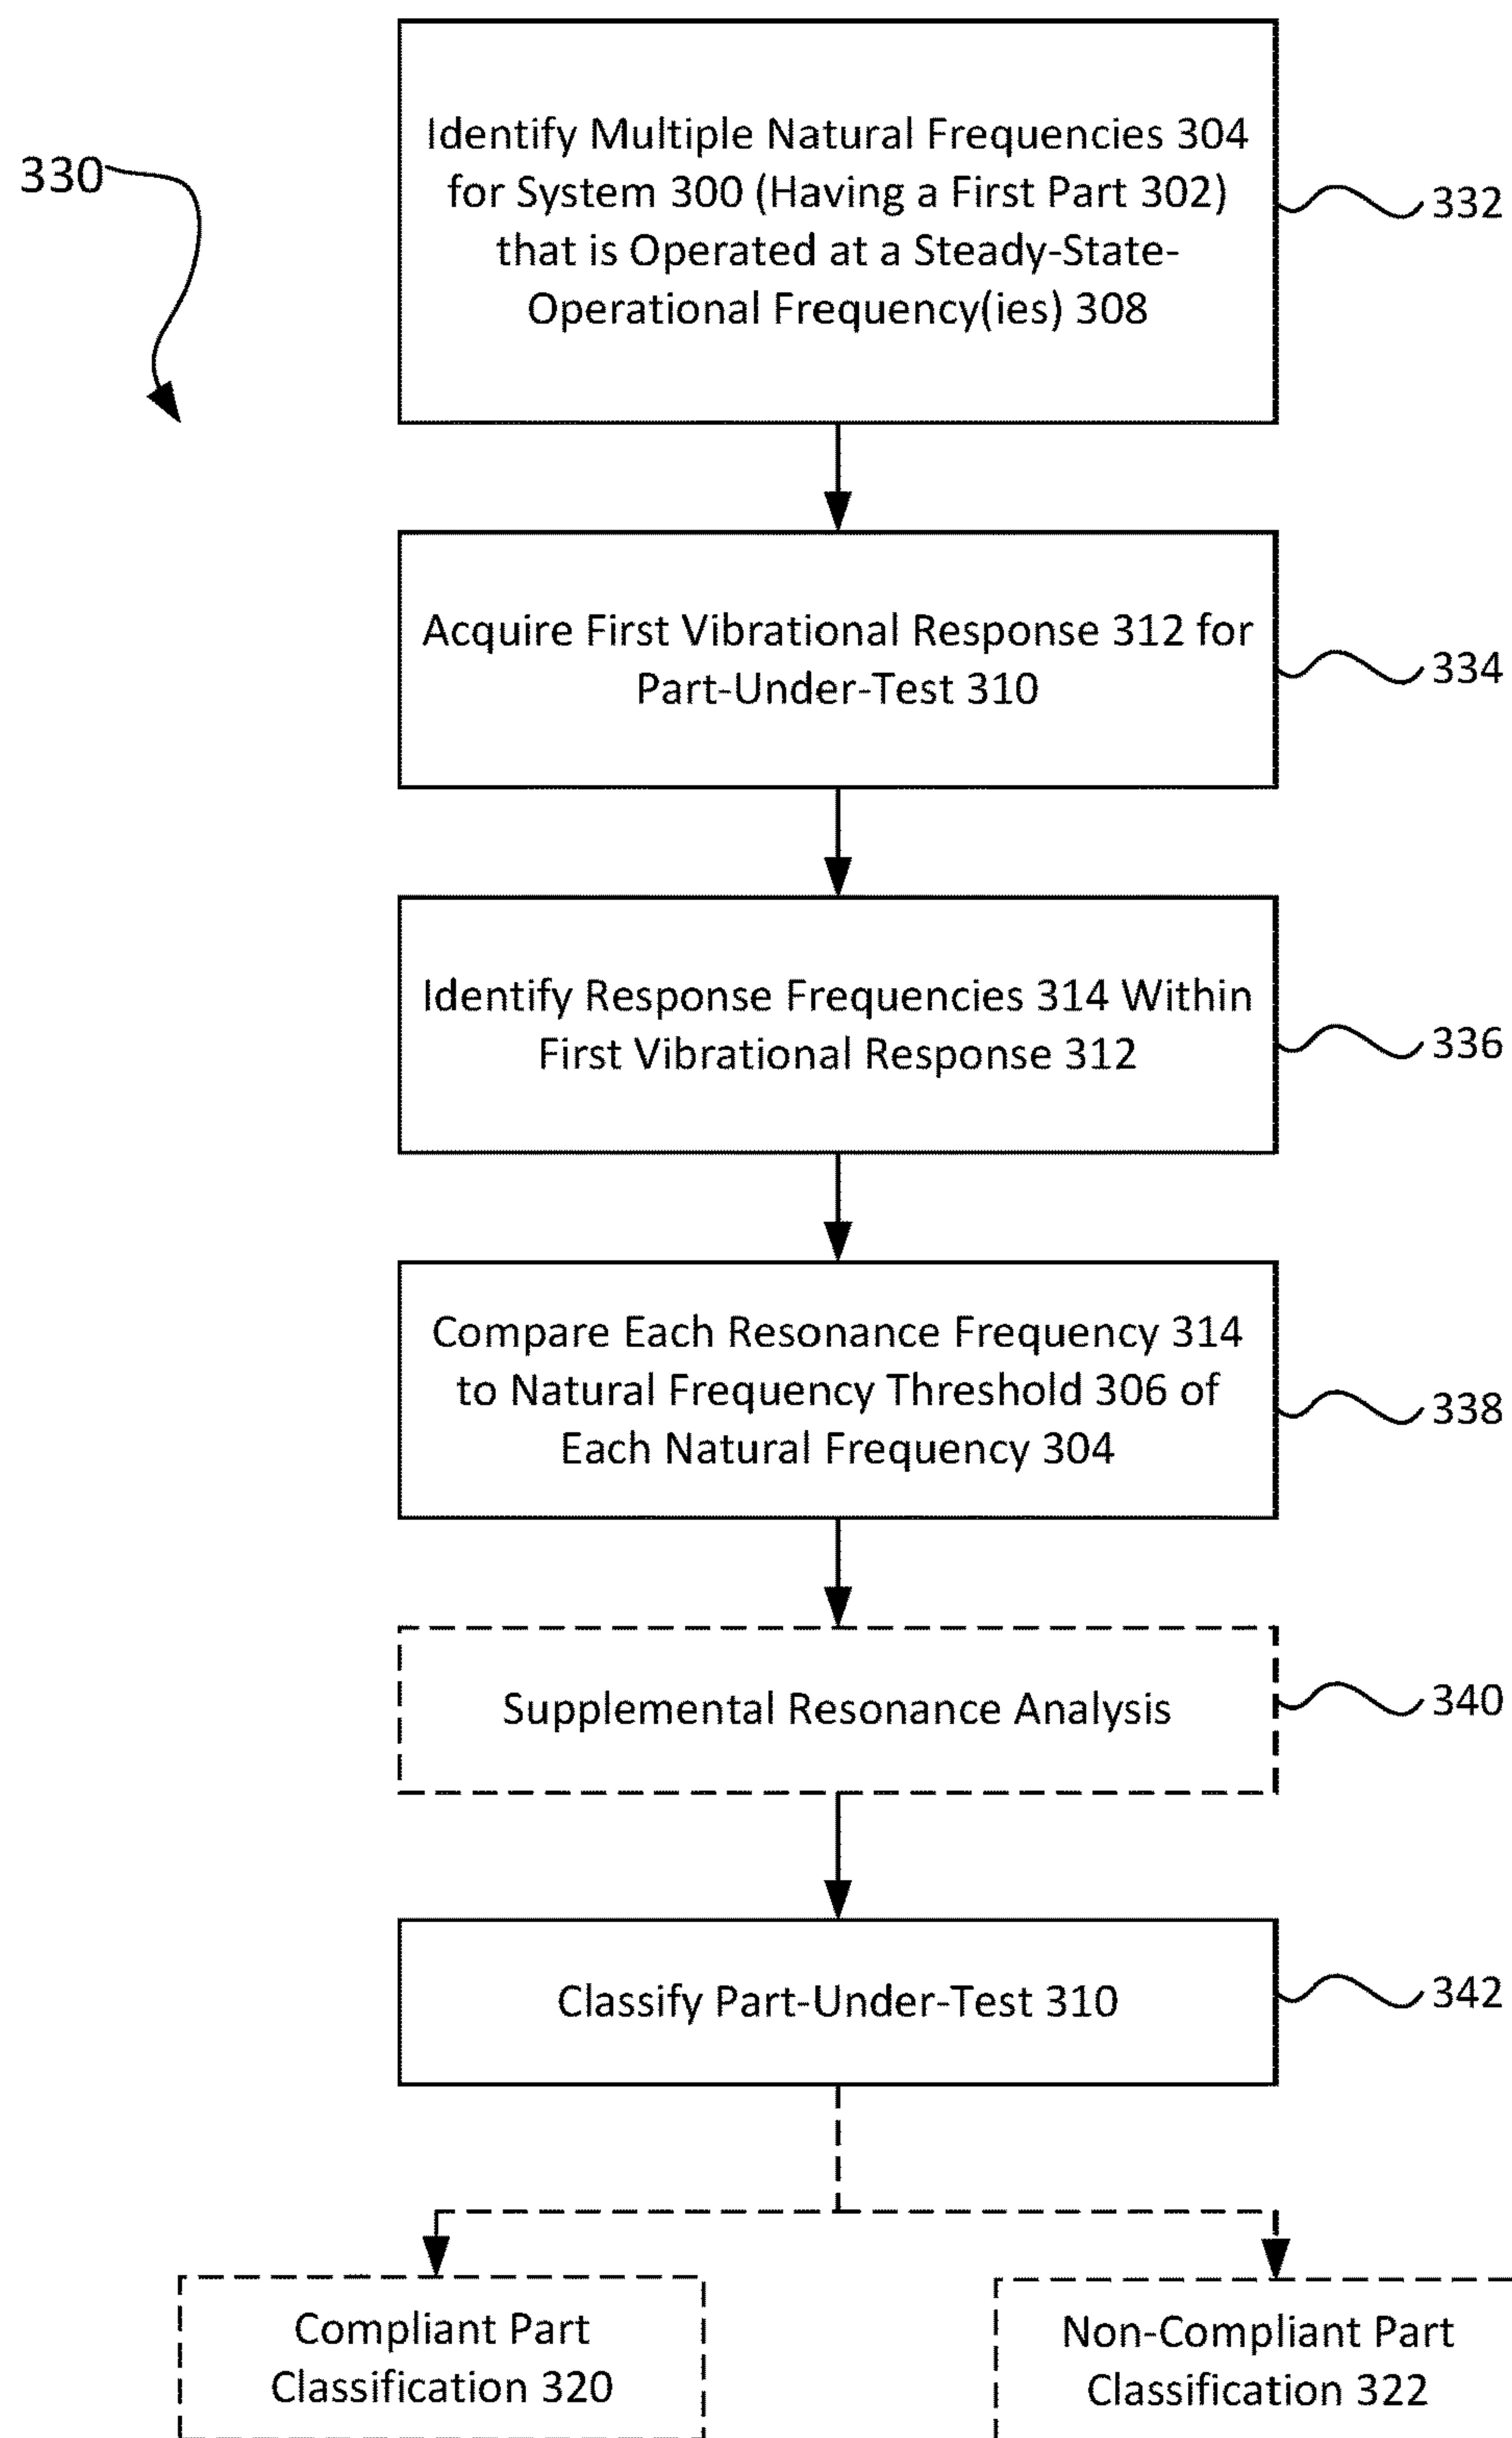 330
Identify Multiple Natural Frequencies 304
for System 300 (Having a First Part 302)
that is Operated at a Steady-State-
Operational Frequency(ies) 308
332
Acquire First Vibrational Response 312 for
Part-Under-Test 310
334
Identify Response Frequencies 314 Within
First Vibrational Response 312
336
Compare Each Resonance Frequency 314
to Natural Frequency Threshold 306 of
Each Natural Frequency 304
338
Supplemental Resonance Analysis
340
Classify Part-Under-Test 310
342
Compliant Part
Classification 320
Non-Compliant Part
Classification 322